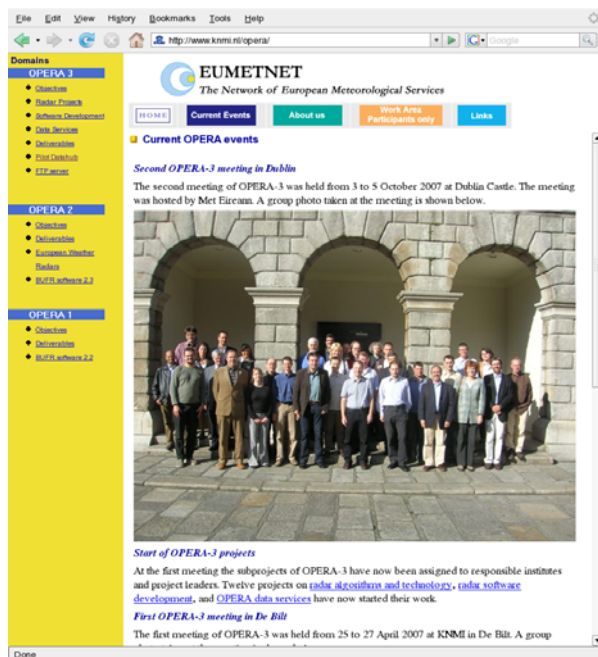 File Edit View History Bookmarks Tools Help
http://www.knmi.nl/opera/
Google
Domains
OPERA 3
Objectives
Radar Projects
Software Development
Data Services
Deliverables
Pilot Datahub
FTP server
OPERA 2
Objectives
Deliverables
European Weather
Radars
BUFR software 2.3
OPERA 1
Objectives
Deliverables
BUFR software 2.2
EUMETNET
The Network of European Meteorological Services
HOME
Current Events
About us
Work Area
Participants only
Links
Current OPERA events
Second OPERA-3 meeting in Dublin
The second meeting of OPERA-3 was held from 3 to 5 October 2007 at Dublin Castle. The meeting
was hosted by Met Eireann. A group photo taken at the meeting is shown below.
Start of OPERA-3 projects
At the first meeting the subprojects of OPERA-3 have now been assigned to responsible institutes
and project leaders. Twelve projects on radar algorithms and technology, radar software
development, and OPERA data services have now started their work.
First OPERA-3 meeting in De Bilt
The first meeting of OPERA-3 was held from 25 to 27 April 2007 at KNMI in De Bilt. A group
Done